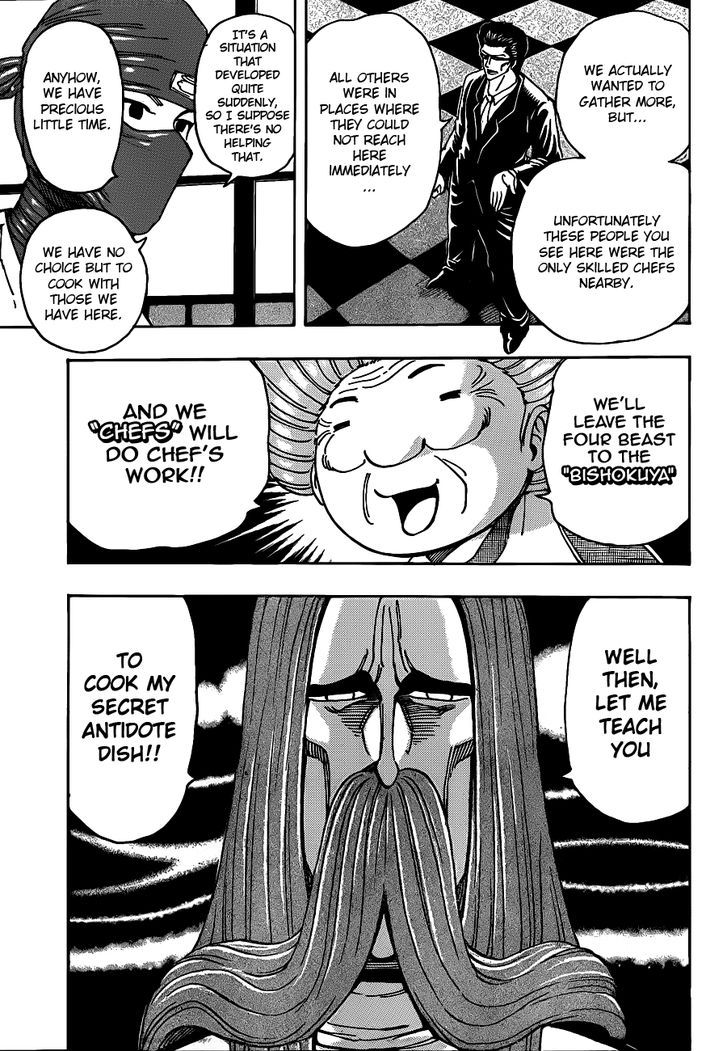 WE ACTUALLY
WANTED TO
GATHER MORE,
BUT...
UNFORTUNATELY
THESE PEOPLE YOU
SEE HERE WERE THE
ONLY SKILLED CHEFS
NEARBY.
ALL OTHERS
WERE IN
PLACES WHERE
THEY COULD
NOT REACH
HERE
IMMEDIATELY
...
IT'S A
SITUATION
THAT
DEVELOPED
QUITE
SUDDENLY,
SO I SUPPOSE
THERE'S NO
HELPING
THAT.
ANYHOW,
WE HAVE
PRECIOUS
LITTLE TIME.
WE HAVE NO
CHOICE BUT TO
COOK WITH
THOSE WE
HAVE HERE.
WE'LL
LEAVE THE
FOUR BEAST
TO THE
"BISHOKUYA"
AND WE
"CHEFS" WILL
DO CHEF'S
WORK!!
WELL
THEN,
LET ME
TEACH
YOU
TO
COOK MY
SECRET
ANTIDOTE
DISH!!